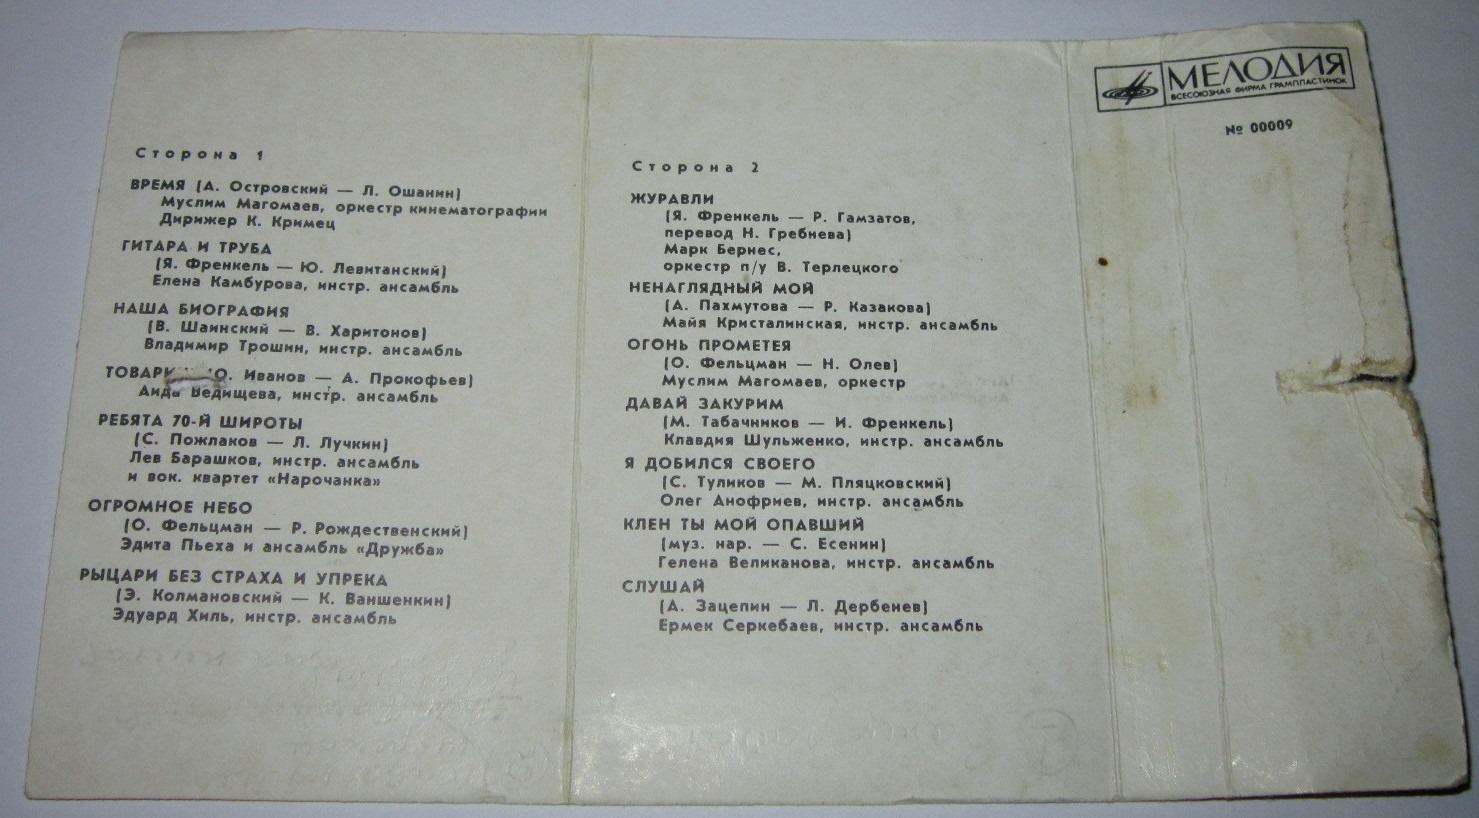 Сторона 1
ВРЕМЯ (А. Островский — Л. Ошанин)
Муслим Магомаев, оркестр кинематографии
Дирижер К. Кримец
ГИТАРА И ТРУБА
(Я. Френкель — Ю. Левитанский)
Елена Камбурова, инстр. ансамбль
НАША БИОГРАФИЯ
(В. Шаинский — В. Харитонов)
Владимир Трошин, инстр. ансамбль
Иванов — А. Прокофьев)
Аида Ведищева, инстр. ансамбль
РЕБЯТА 70-Й ШИРОТЫ
(С. Пожлаков — Л. Лучкин)
Лев Барашков, инстр. ансамбль
и вок. квартет «Нарочанка»
ОГРОМНОЕ НЕБО
(О. Фельцман — Р. Рождественский)
Эдита Пьеха и ансамбль «Дружба»
РЫЦАРИ БЕЗ СТРАХА И УПРЕКА
(Э. Колмановский — К. Ваншенкин)
Эдуард Хиль, инстр. ансамбль
Сторона 2
ЖУРАВЛИ
(Я. Френкель — Р. Гамзатов,
перевод Н. Гребнева)
Марк Бернес,
оркестр п/у В. Терлецкого
НЕНАГЛЯДНЫЙ МОЙ
(А. Пахмутова — Р. Казакова)
Майя Кристалинская, инстр. ансамбль
ОГОНЬ ПРОМЕТЕЯ
(О. Фельцман — Н. Олев)
Муслим Магомаев, оркестр
ДАВАЙ ЗАКУРИМ
(М. Табачников — И. Френкель)
Клавдия Шульженко, инстр. ансамбль
Я ДОБИЛСЯ СВОЕГО
(С. Туликов — М. Пляцковский)
Олег Анофриев, инстр. ансамбль
КЛЕН ТЫ МОЙ ОПАВШИЙ
(муз. нар. — С. Есенин)
Гелена Великанова, инстр. ансамбль
СЛУШАЙ
(А. Зацепин — Л. Дербенев)
Ермек Серкебаев, инстр. ансамбль
МЕЛОДИЯ
ВСЕСОЮЗНАЯ ФИРМА ГРАМПЛАСТИНОК
№ 00009